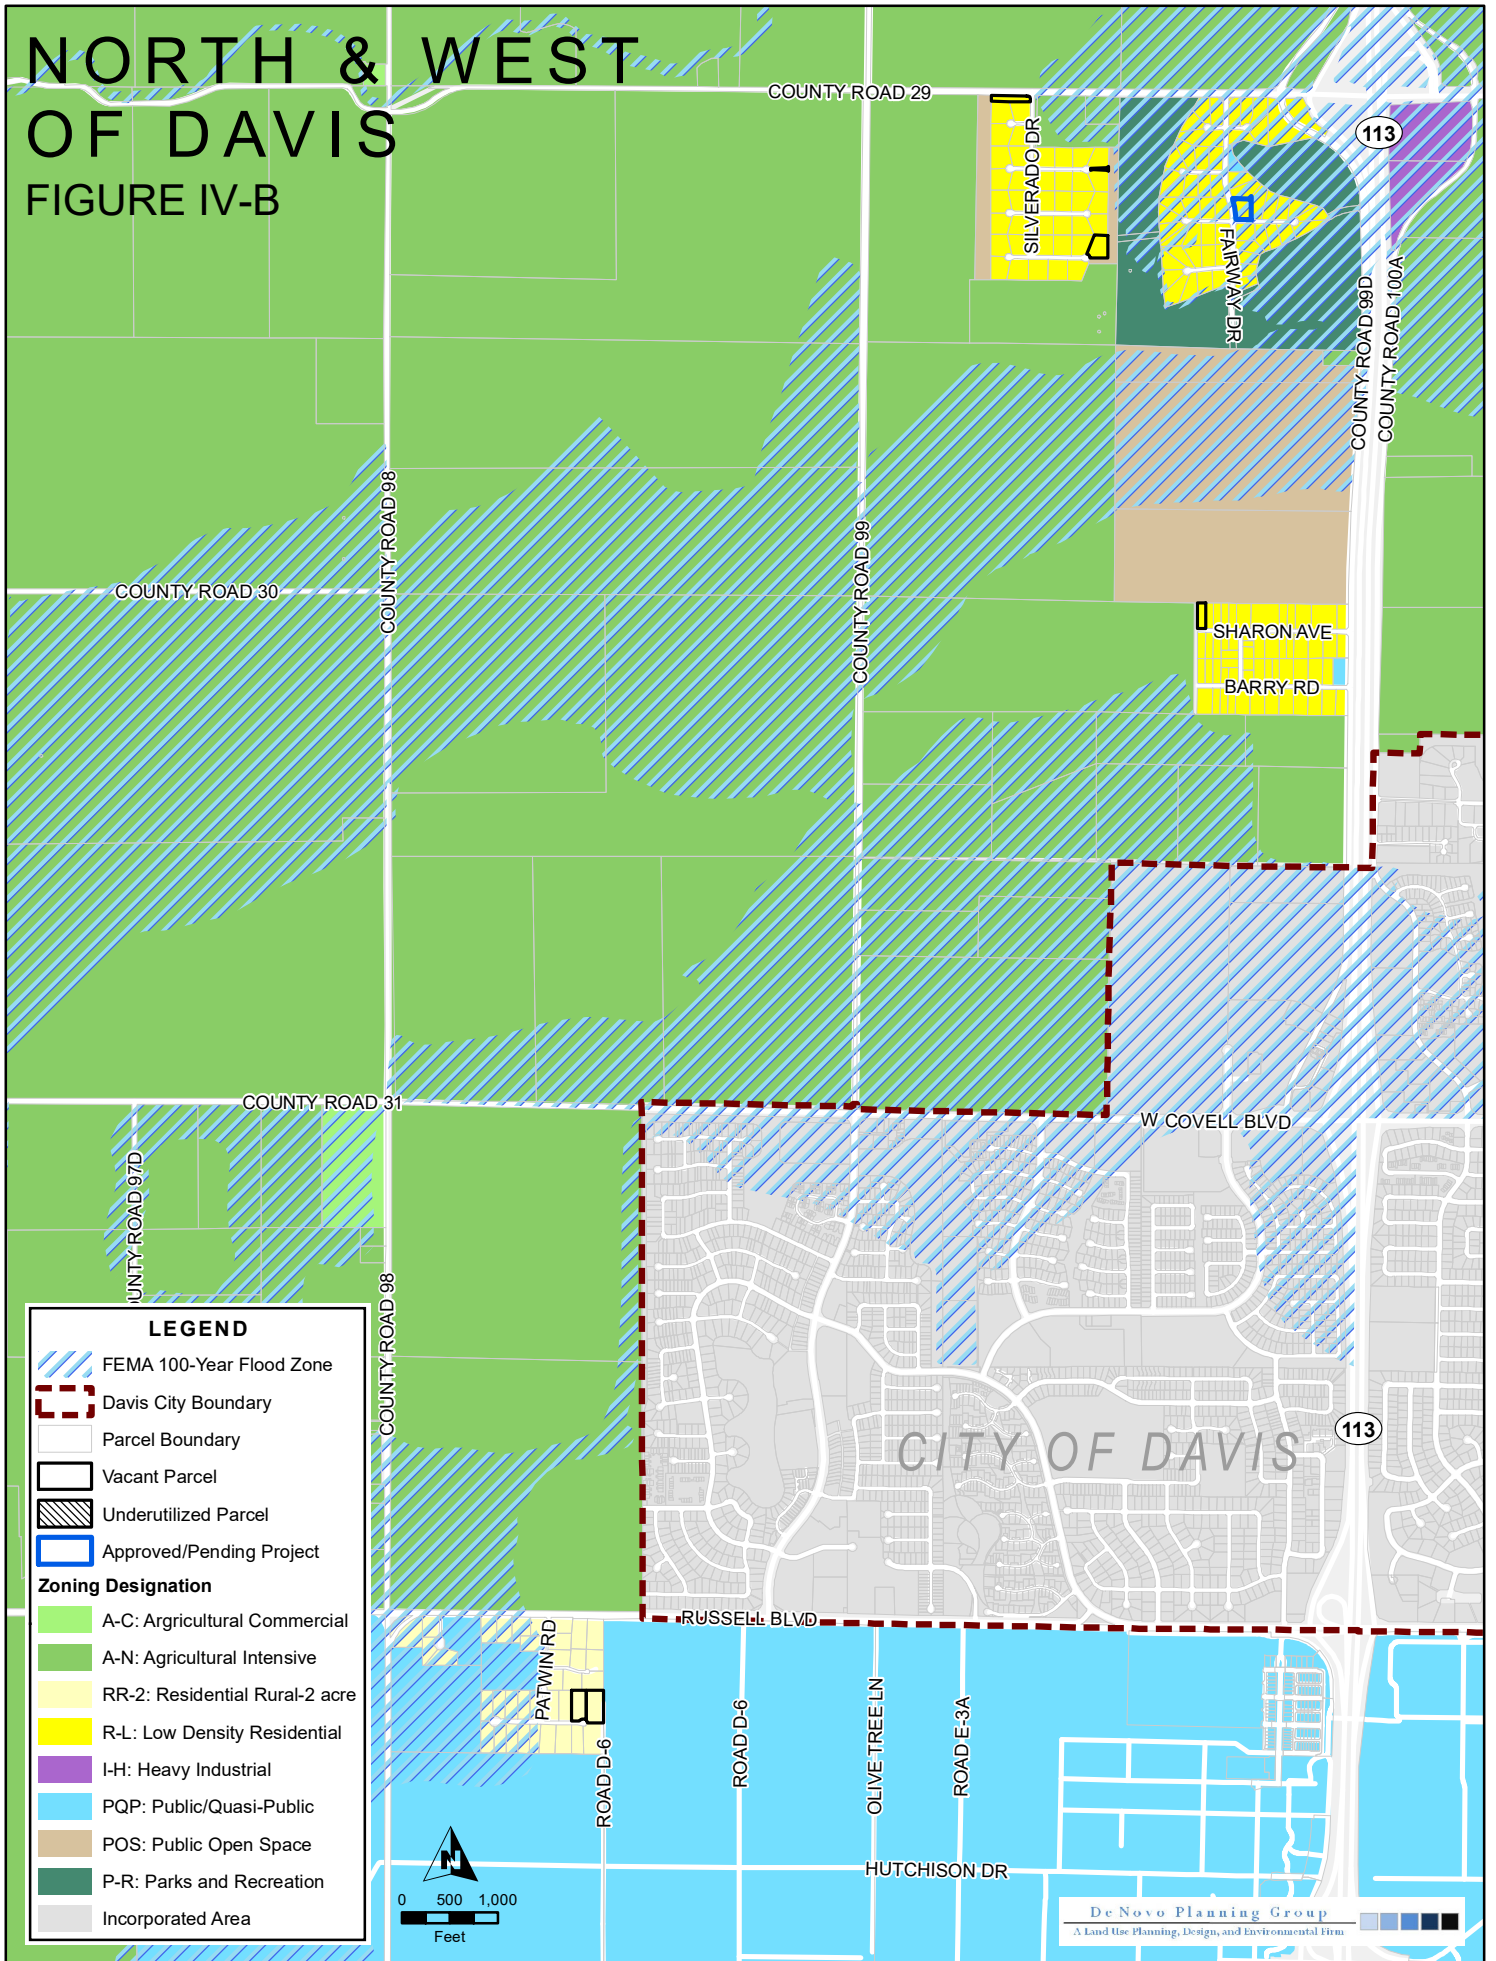 NORTH & WEST
OF DAVIS
FIGURE IV-B
COUNTY ROAD 29
SILVERADO DR
FAIRWAY DR
113
COUNTY ROAD 99D
COUNTY ROAD 100A
COUNTY ROAD 98
COUNTY ROAD 99
COUNTY ROAD 30
SHARON AVE
BARRY RD
COUNTY ROAD 31
W COVELL BLVD
OUNTY ROAD 97D
COUNTY ROAD 98
CITY OF DAVIS
113
RUSSELL BLVD
PATWIN RD
ROAD D-6
ROAD D-6
OLIVE TREE LN
ROAD E-3A
HUTCHISON DR
LEGEND
FEMA 100-Year Flood Zone
Davis City Boundary
Parcel Boundary
Vacant Parcel
Underutilized Parcel
Approved/Pending Project
Zoning Designation
A-C: Argricultural Commercial
A-N: Agricultural Intensive
RR-2: Residential Rural-2 acre
R-L: Low Density Residential
I-H: Heavy Industrial
PQP: Public/Quasi-Public
POS: Public Open Space
P-R: Parks and Recreation
Incorporated Area
N
0 500 1,000
Feet
De Novo Planning Group
A Land Use Planning, Design, and Environmental Firm